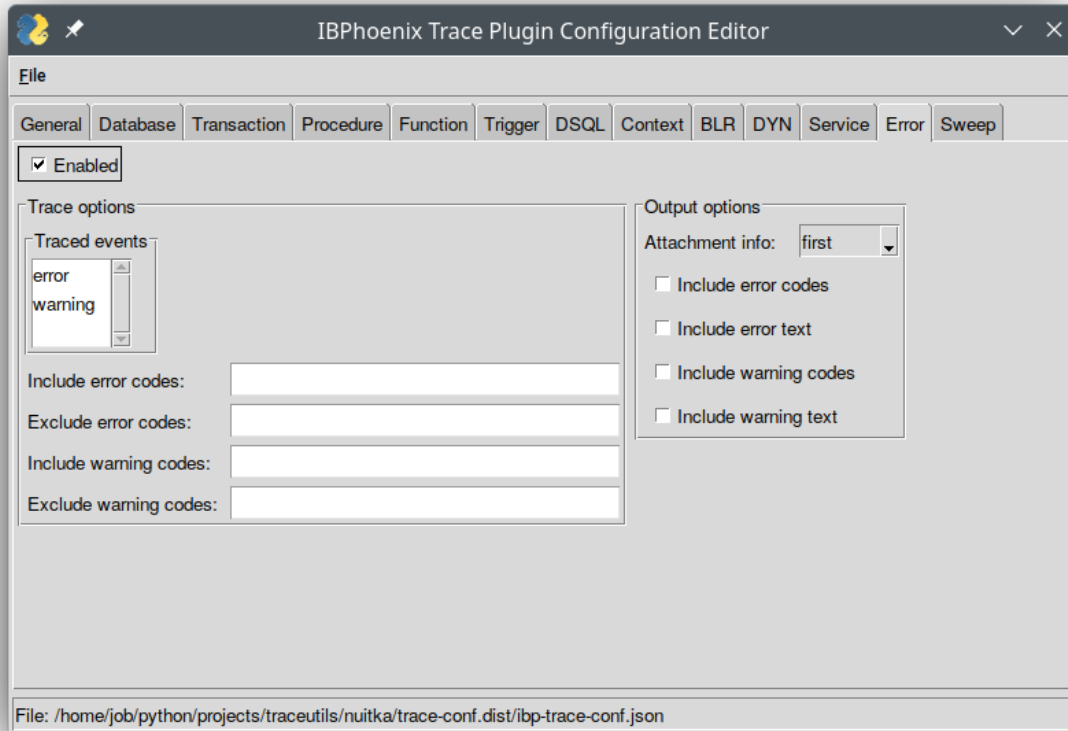 IBPhoenix Trace Plugin Configuration Editor
File
General Database Transaction Procedure Function Trigger DSQL Context BLR DYN Service Error Sweep
Enabled
Trace options
Traced events
error
warning
Include error codes:
Exclude error codes:
Include warning codes:
Exclude warning codes:
Output options
Attachment info: first
Include error codes
Include error text
Include warning codes
Include warning text
File: /home/job/python/projects/traceutils/nuitka/trace-conf.dist/ibp-trace-conf.json